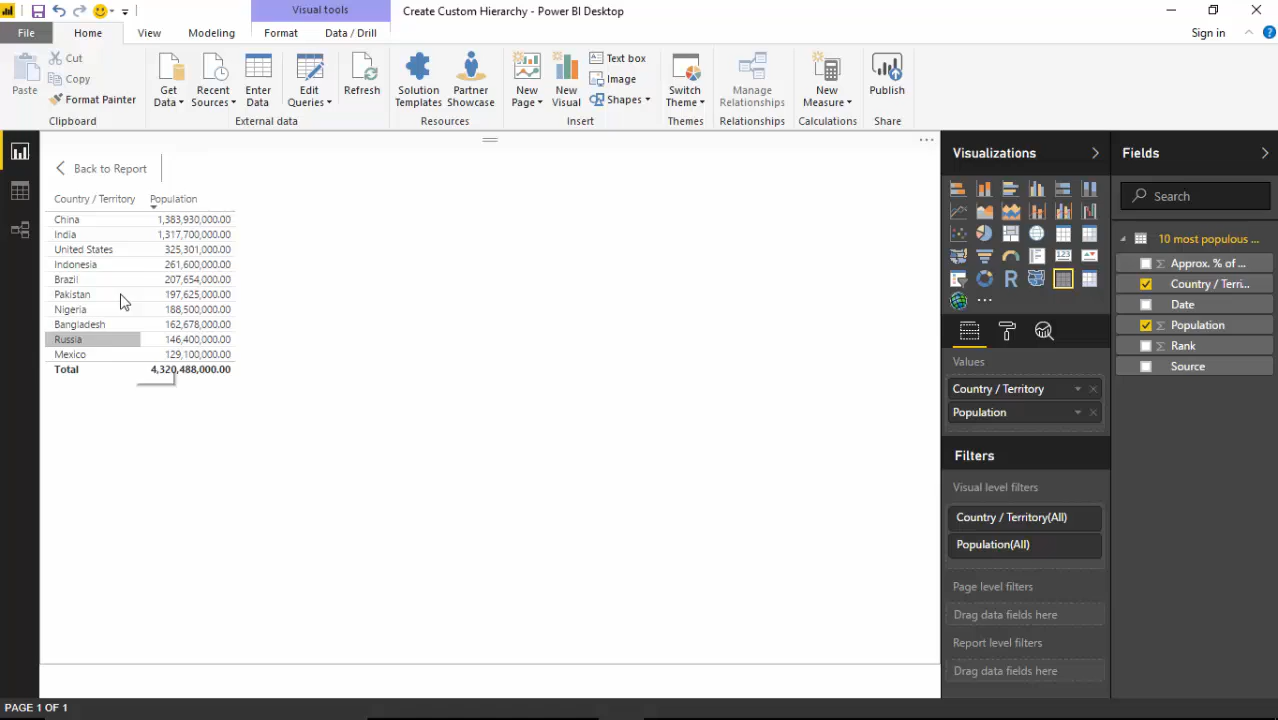 Visual tools
Create Custom Hierarchy - Power BI Desktop
File
Home
View
Modeling
Format
Data / Drill
Sign in
Paste
Cut
Copy
Format Painter
Clipboard
Get Data
Recent Sources
Enter Data
Edit Queries
Refresh
External data
Solution Templates
Partner Showcase
Resources
New Page
New Visual
Text box
Image
Shapes
Insert
Switch Theme
Themes
Manage Relationships
Relationships
New Measure
Calculations
Publish
Share
Back to Report
Country / Territory Population
China 1,383,930,000.00
India 1,317,700,000.00
United States 325,301,000.00
Indonesia 261,600,000.00
Brazil 207,654,000.00
Pakistan 197,625,000.00
Nigeria 188,500,000.00
Bangladesh 162,678,000.00
Russia 146,400,000.00
Mexico 129,100,000.00
Total 4,320,488,000.00
Visualizations
R
Values
Country / Territory
Population
Filters
Visual level filters
Country / Territory(All)
Population(All)
Page level filters
Drag data fields here
Report level filters
Drag data fields here
Fields
Search
10 most populous ...
Σ Approx. % of ...
Country / Terri...
Date
Σ Population
Σ Rank
Source
PAGE 1 OF 1